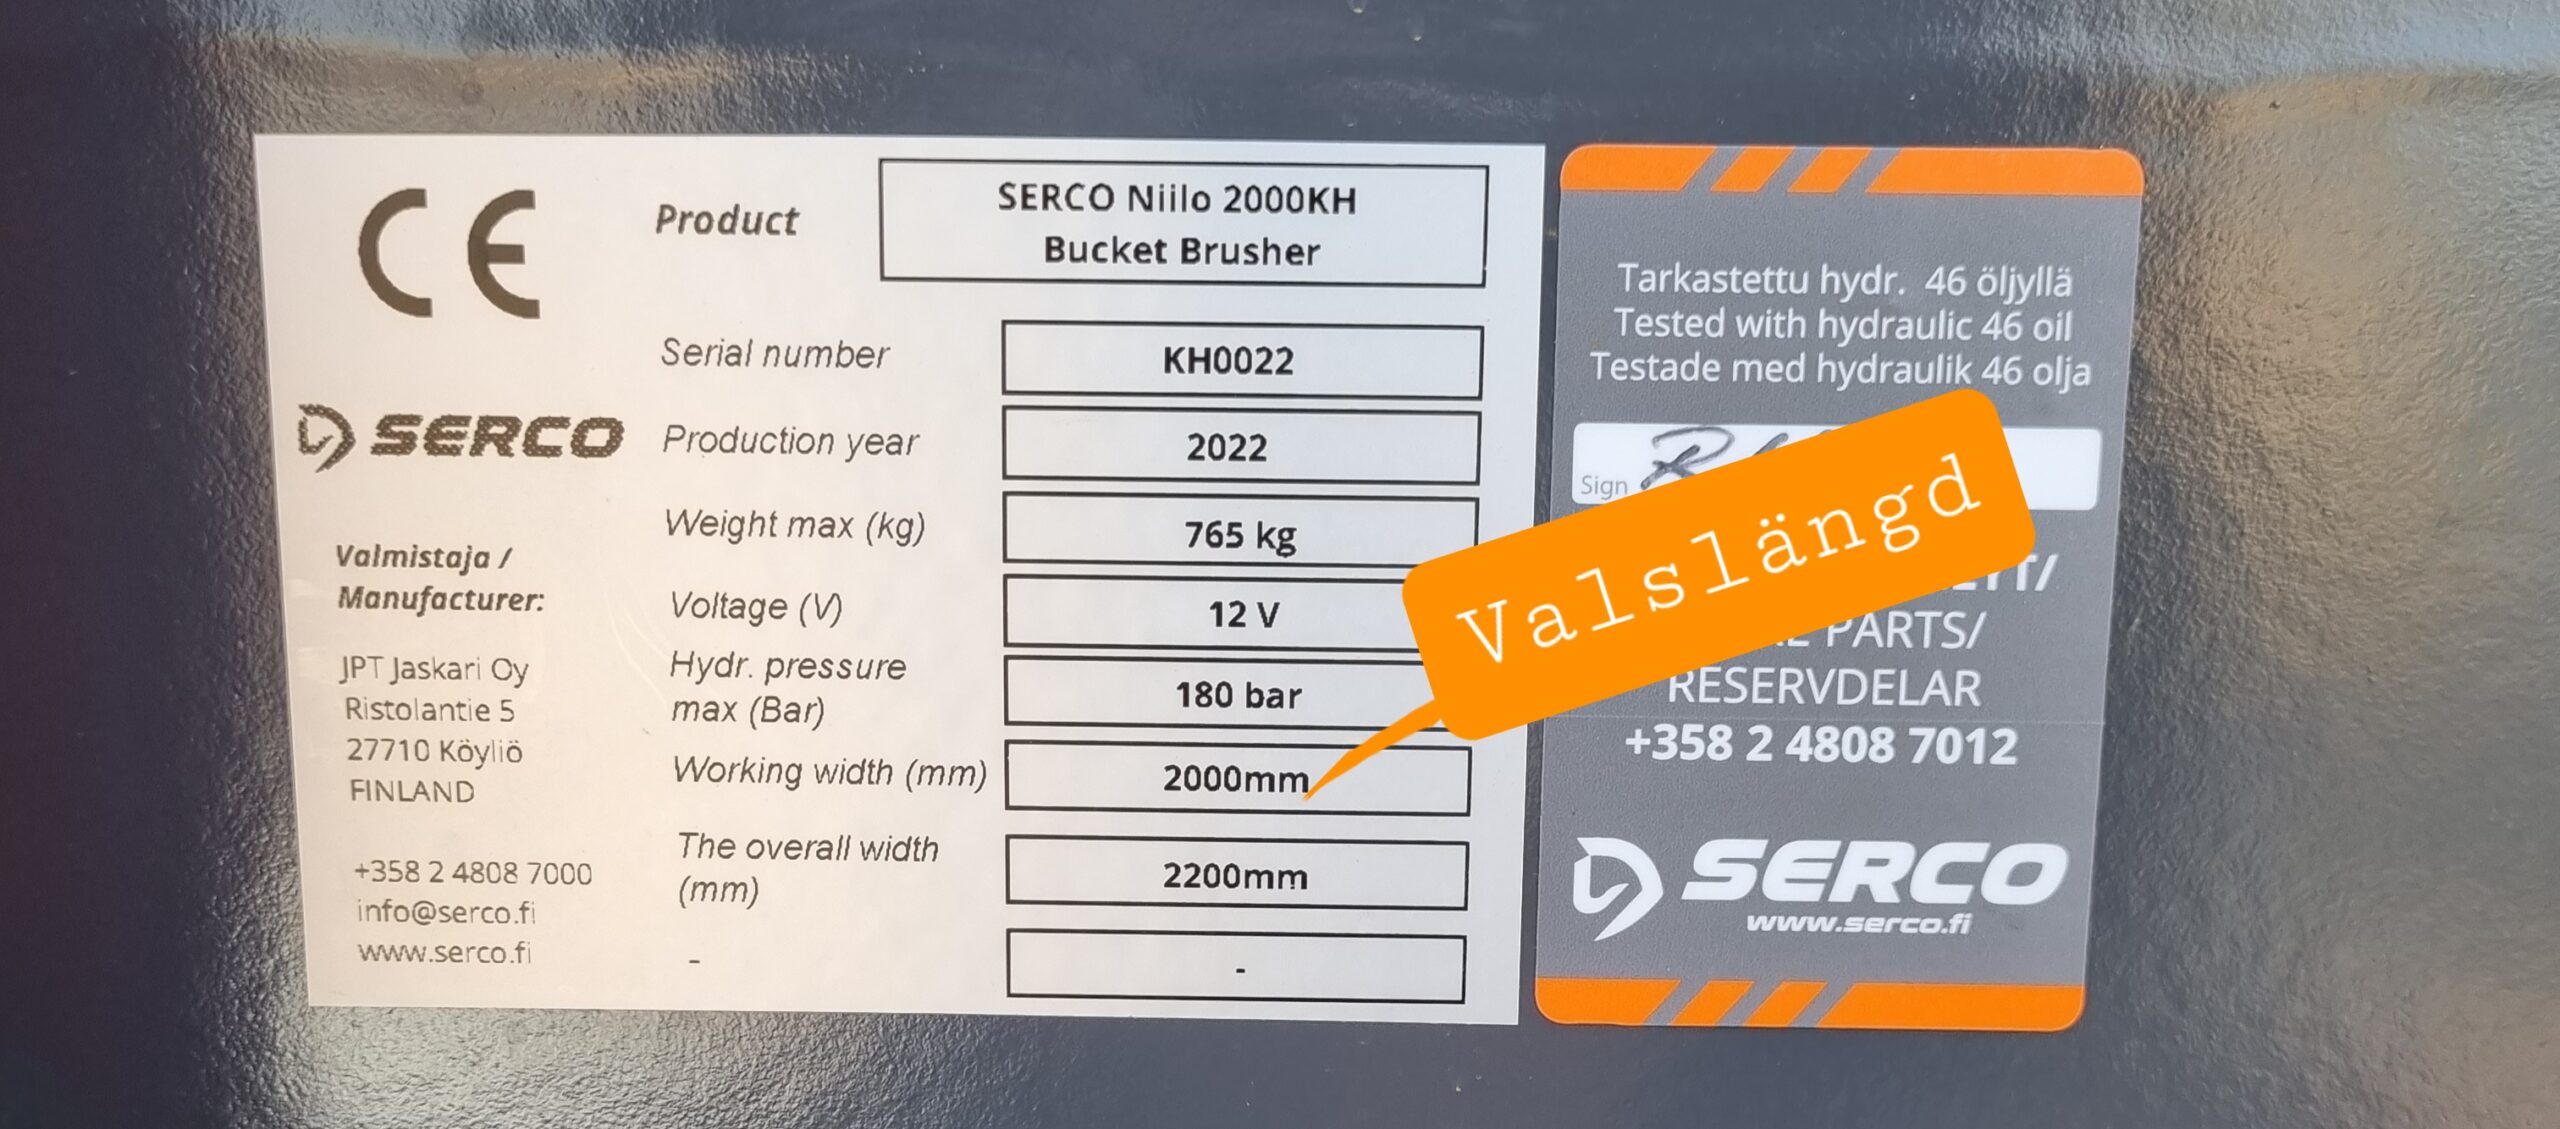 CE
SERCO
Valmistaja /
Manufacturer:
JPT Jaskari Oy
Ristolantie 5
27710 Köyliö
FINLAND
+358 2 4808 7000
info@serco.fi
www.serco.fi
Product
SERCO Niilo 2000KH
Bucket Brusher
Serial number
KH0022
Production year
2022
Weight max (kg)
765 kg
Voltage (V)
12 V
Hydr. pressure
max (Bar)
180 bar
Working width (mm)
2000mm
The overall width
(mm)
2200mm
-
-
Valslängd
Tarkastettu hydr. 46 öljyllä
Tested with hydraulic 46 oil
Testade med hydraulik 46 olja
Sign
PARTS/
RESERVDELAR
+358 2 4808 7012
SERCO
www.serco.fi